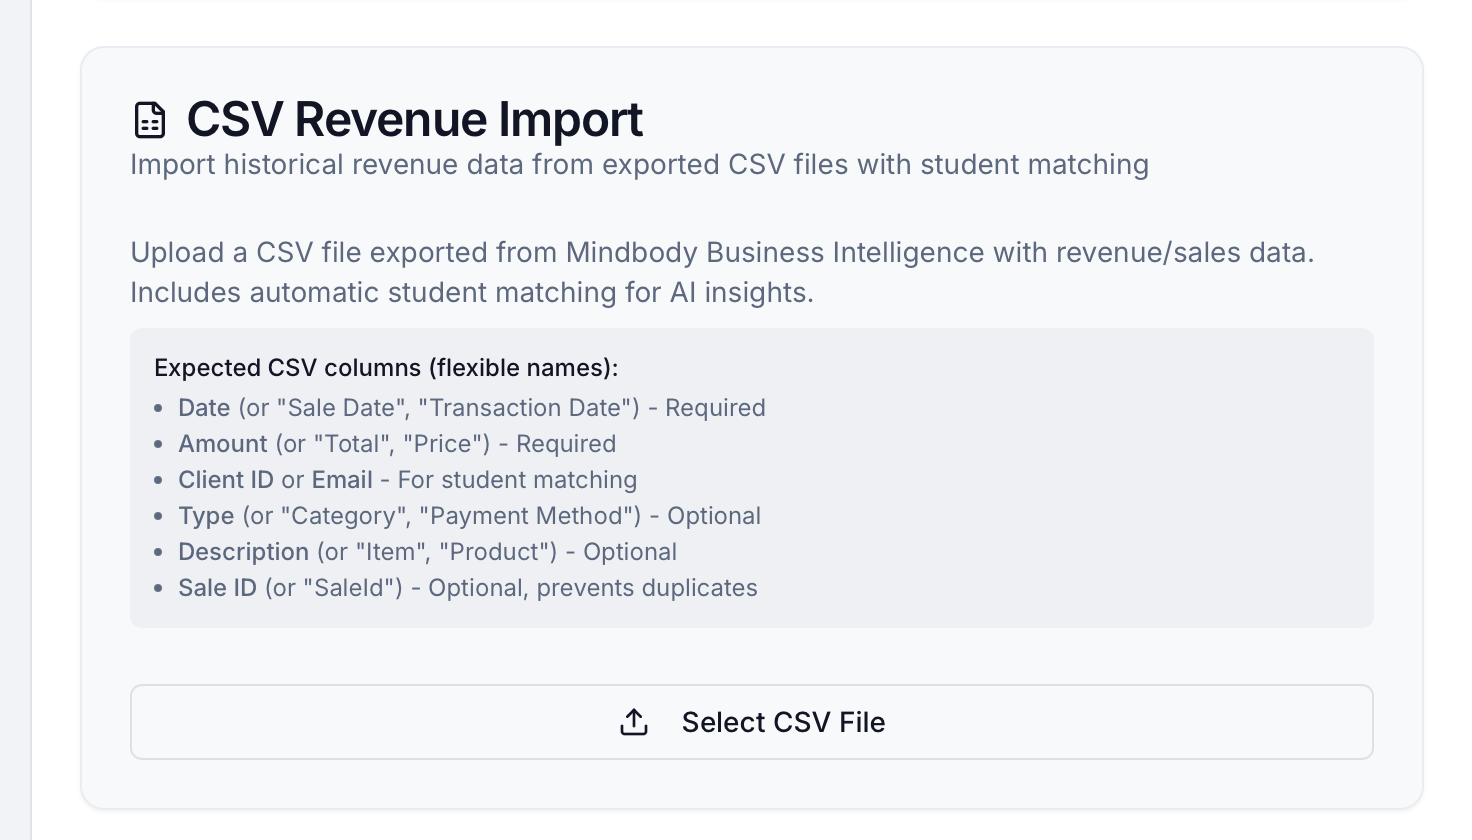 CSV Revenue Import
Import historical revenue data from exported CSV files with student matching
Upload a CSV file exported from Mindbody Business Intelligence with revenue/sales data.
Includes automatic student matching for AI insights.
Expected CSV columns (flexible names):
• Date (or "Sale Date", "Transaction Date") - Required
• Amount (or "Total", "Price") - Required
• Client ID or Email - For student matching
• Type (or "Category", "Payment Method") - Optional
• Description (or "Item", "Product") - Optional
• Sale ID (or "SaleId") - Optional, prevents duplicates
Select CSV File